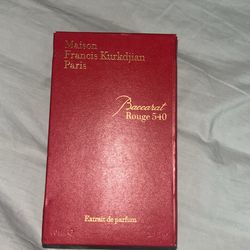 Maison
Francis Kurkdjian
Paris
Baccarat
Rouge 540
Extrait de parfum